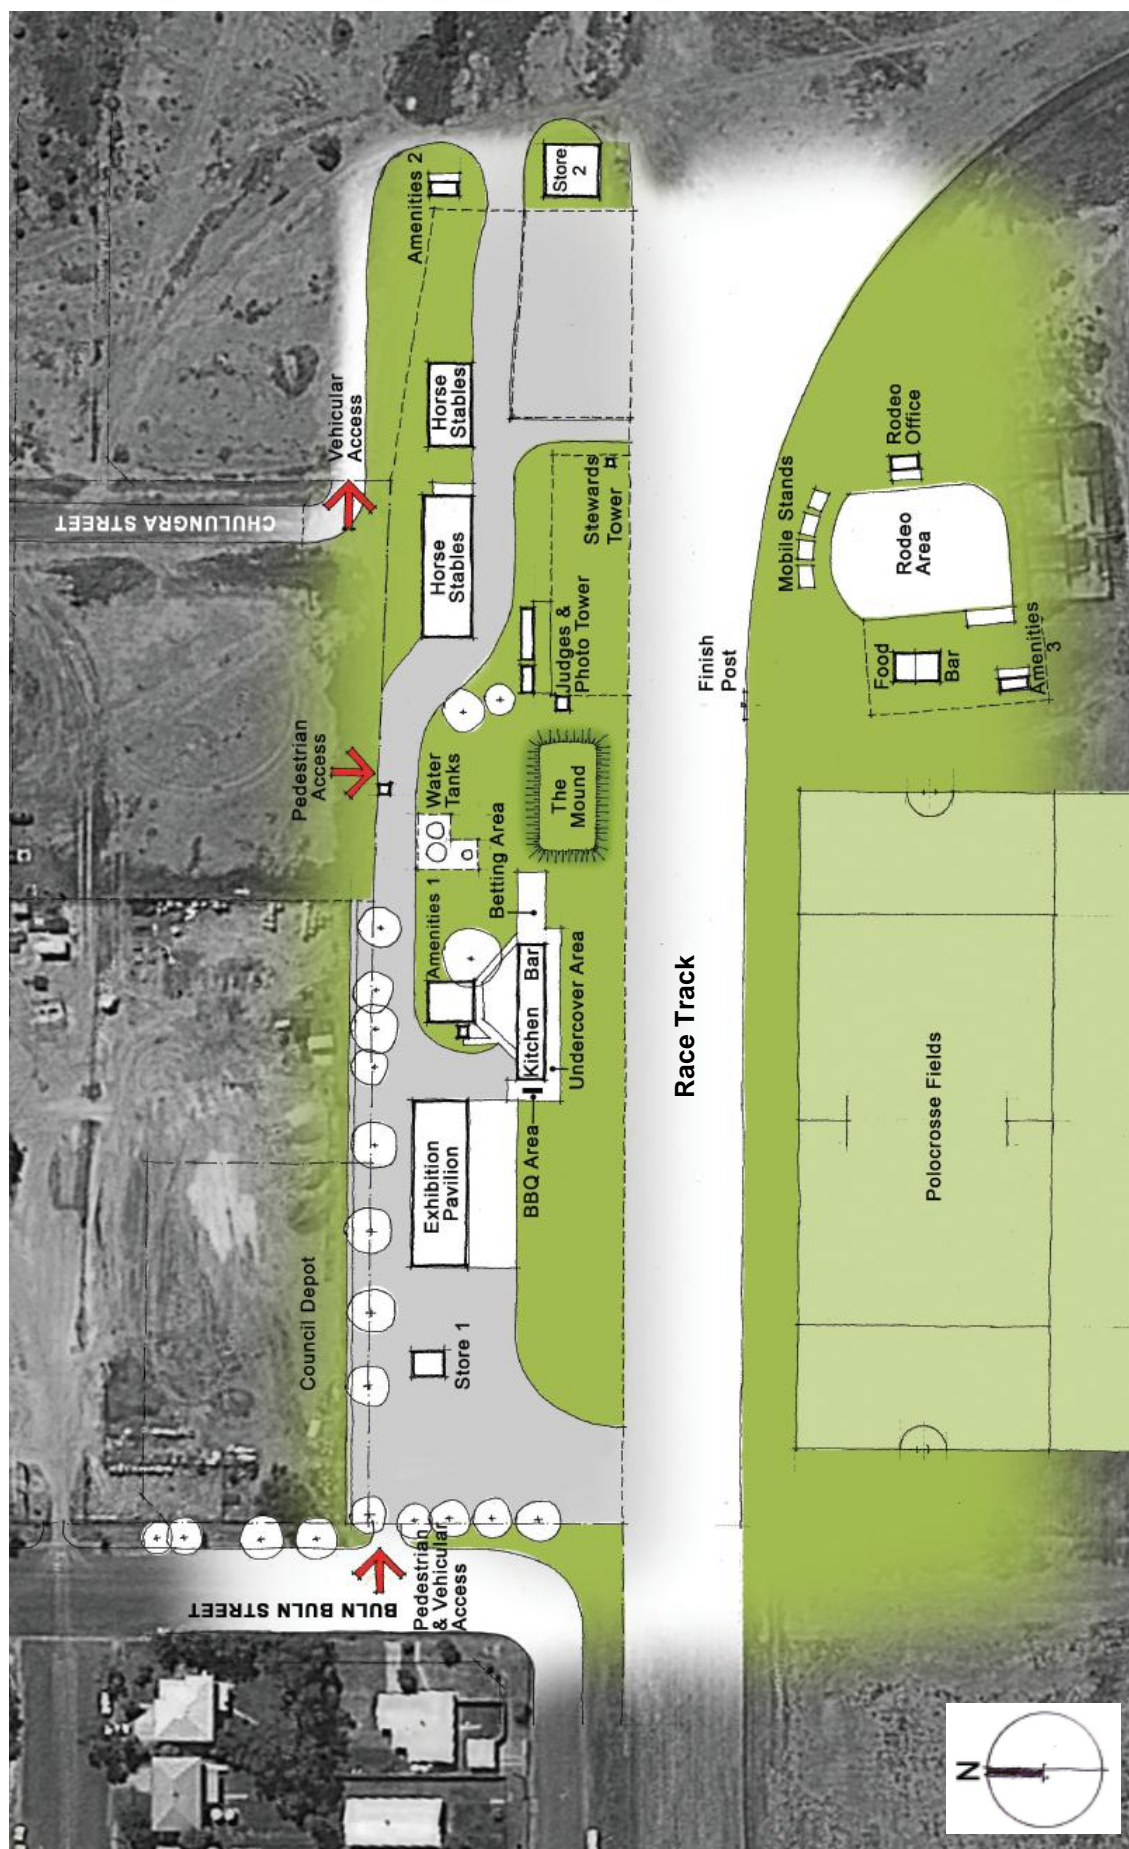 Store
2
Amenities 2
Vehicular
Access
CHULUNGRA STREET
Horse
Stables
Horse
Stables
Stewards
Tower
Judges &
Photo Tower
Rodeo
Office
Mobile Stands
Rodeo
Area
Food
Bar
Amenities
3
Finish
Post
Pedestrian
Access
Water
Tanks
The
Mound
Betting Area
Amenities 1
Kitchen Bar
Undercover Area
BBQ Area
Exhibition
Pavilion
Race Track
Polocrosse Fields
Council Depot
Store 1
BULN BULN STREET
Pedestrian
& Vehicular
Access
N